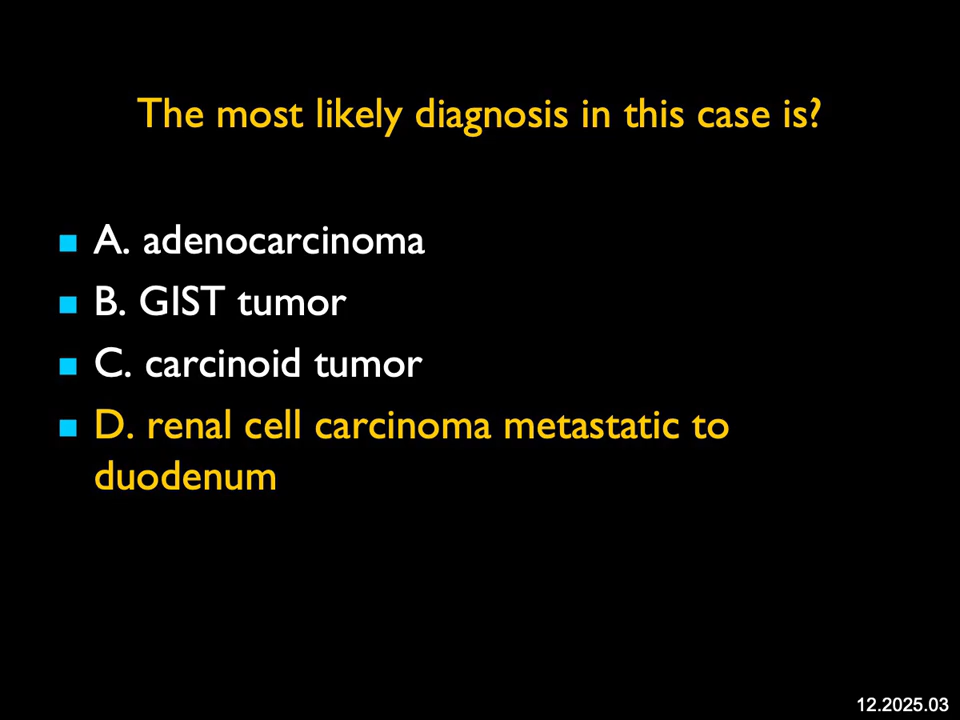 The most likely diagnosis in this case is?
A. adenocarcinoma
B. GIST tumor
C. carcinoid tumor
D. renal cell carcinoma metastatic to
duodenum
12.2025.03